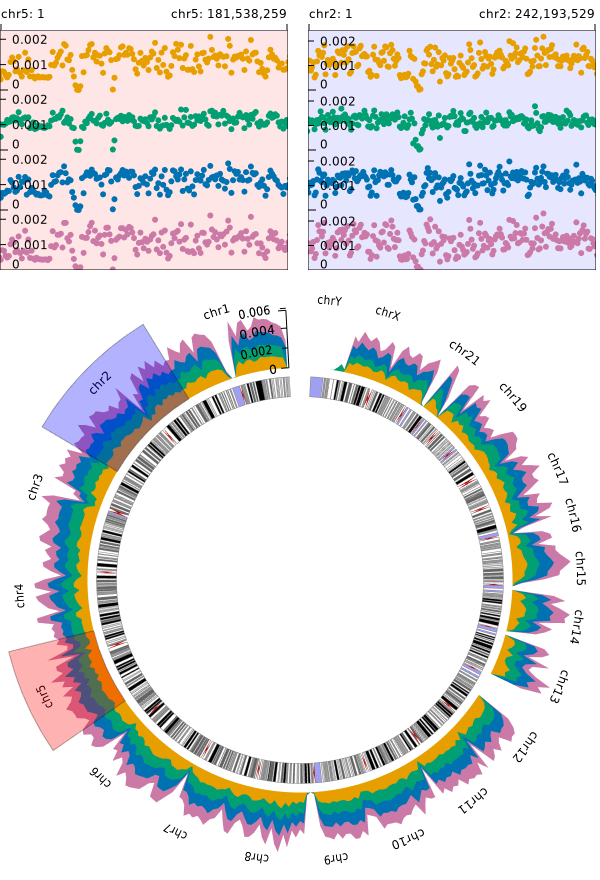 chr5: 1 chr5: 181,538,259 chr2: 1 chr2: 242,193,529
0.002 0.002
0.001 0.001
0 0
0.002 0.002
0.001 0.001
0 0
0.002 0.002
0.001 0.001
0 0
0.002 0.002
0.001 0.001
0 0
chr1
0.006
0.004
0.002
0
chrY
chrX
chr21
chr19
chr17
chr16
chr15
chr14
chr13
chr12
chr11
chr10
chr9
chr8
chr7
chr6
chr5
chr4
chr3
chr2